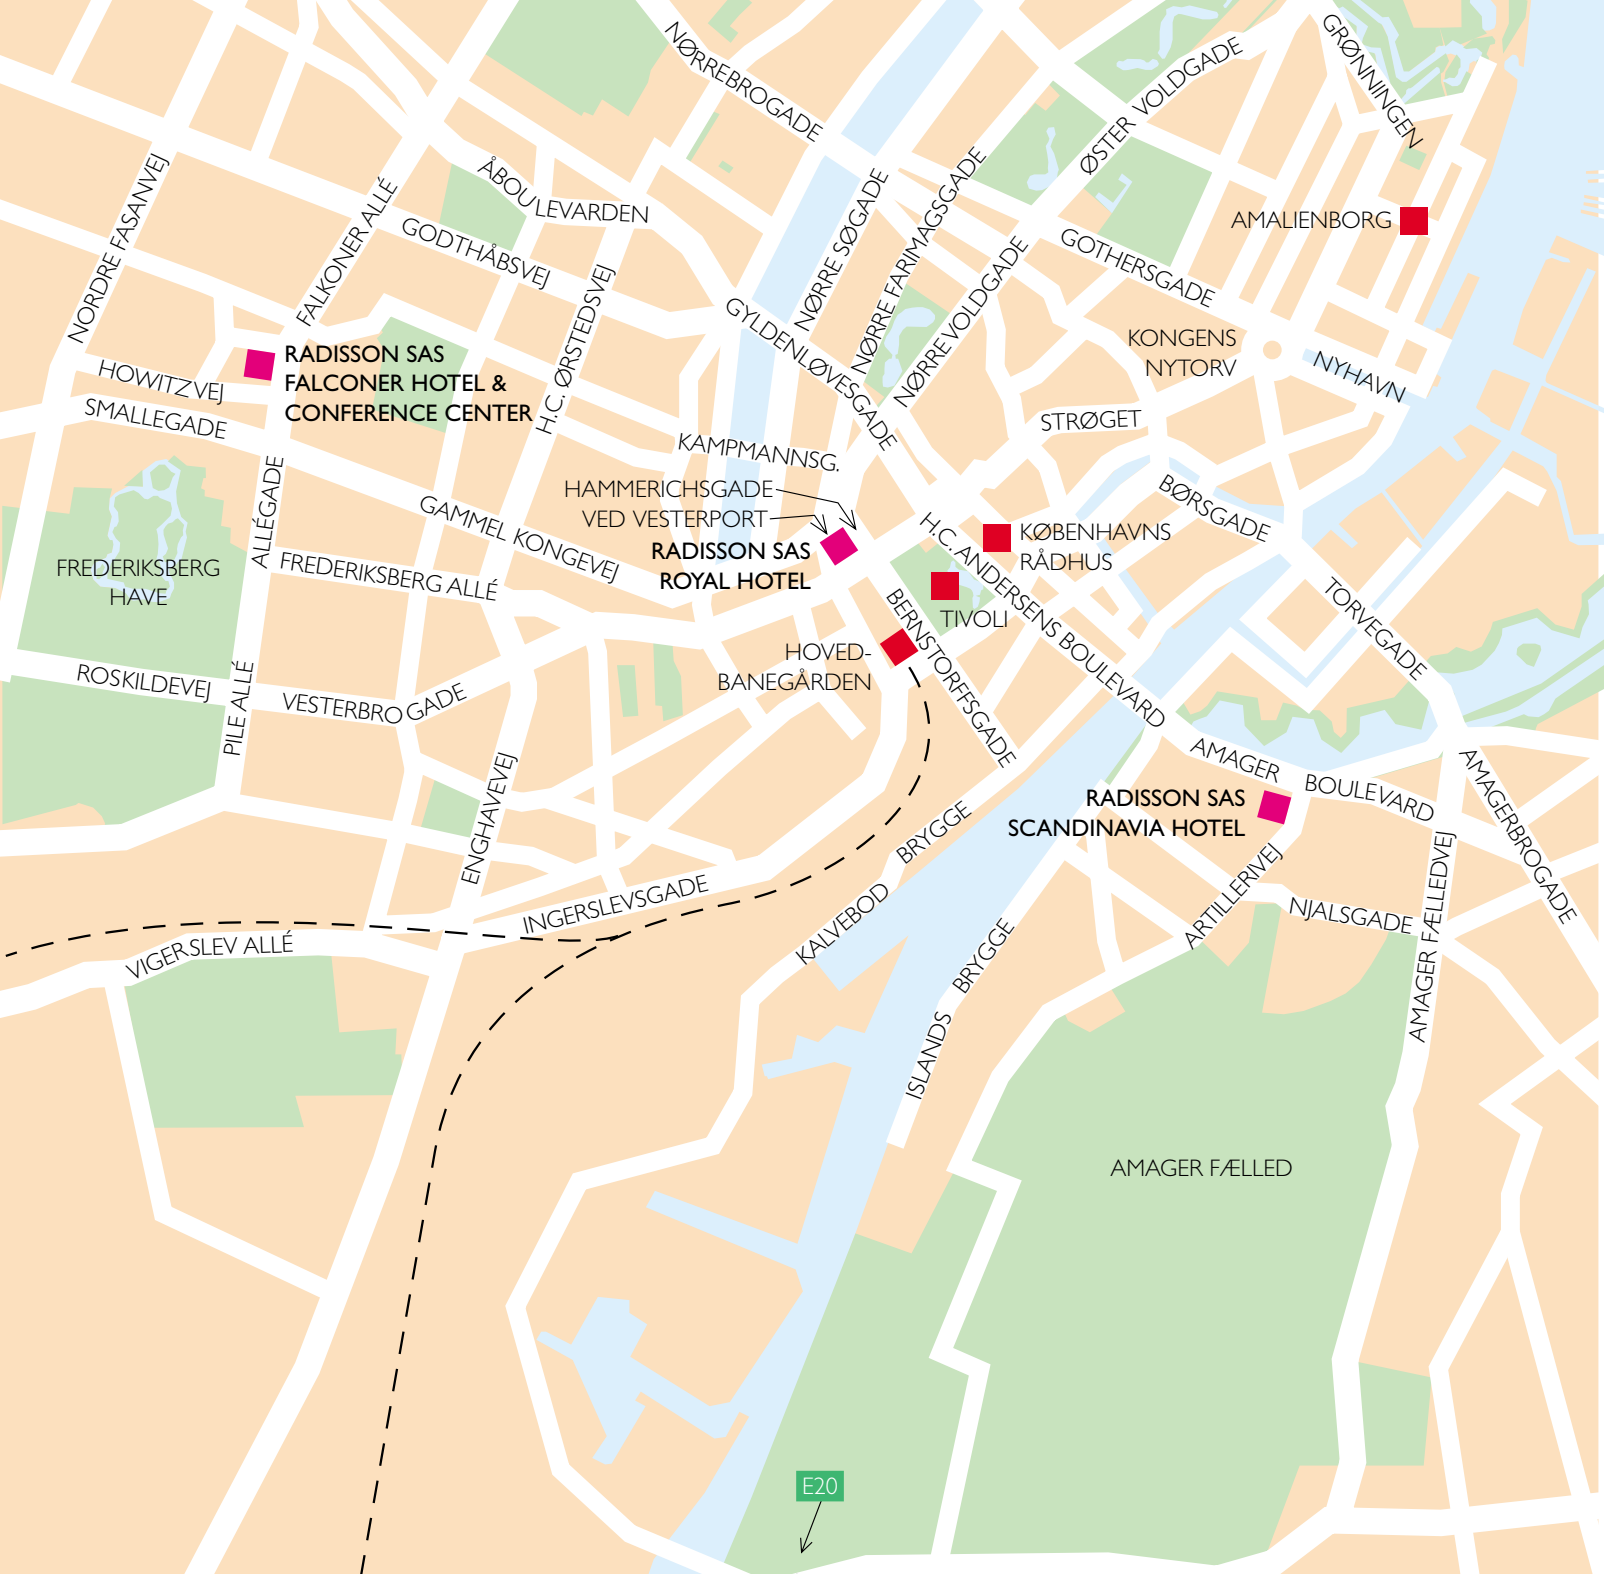 NØRREBROGADE
GRØNNINGEN
ØSTER VOLDGADE
NORDRE FASANVEJ
ÅBOULEVARDEN
FALKONER ALLÉ
GODTHÅBSVEJ
NØRRE SØGADE
NØRRE FARIMAGSGADE
AMALIENBORG
GOTHERSGADE
H.C. ØRSTEDSVEJ
GYLDENLØVESGADE
NØRREVOLDGADE
KONGENS
NYTORV
NYHAVN
RADISSON SAS
FALCONER HOTEL &
CONFERENCE CENTER
HOWITZVEJ
SMALLEGADE
STRØGET
KAMPMANNSG.
ALLÉGADE
HAMMERICHSGADE
VED VESTERPORT
RADISSON SAS
ROYAL HOTEL
GAMMEL KONGEVEJ
H.C. ANDERSENS BOULEVARD
KØBENHAVNS
RÅDHUS
BØRSGADE
FREDERIKSBERG
HAVE
FREDERIKSBERG ALLÉ
TIVOLI
BERNSTORFFSGADE
TORVEGADE
HOVED-
BANEGÅRDEN
ROSKILDEVEJ
PILE ALLÉ
VESTERBROGADE
ENGHAVEVEJ
AMAGER BOULEVARD
AMAGERBROGADE
RADISSON SAS
SCANDINAVIA HOTEL
KALVEBOD BRYGGE
ARTILLERIVEJ
AMAGER FÆLLEDVEJ
INGERSLEVSGADE
NJALSGADE
VIGERSLEV ALLÉ
ISLANDS BRYGGE
AMAGER FÆLLED
E20